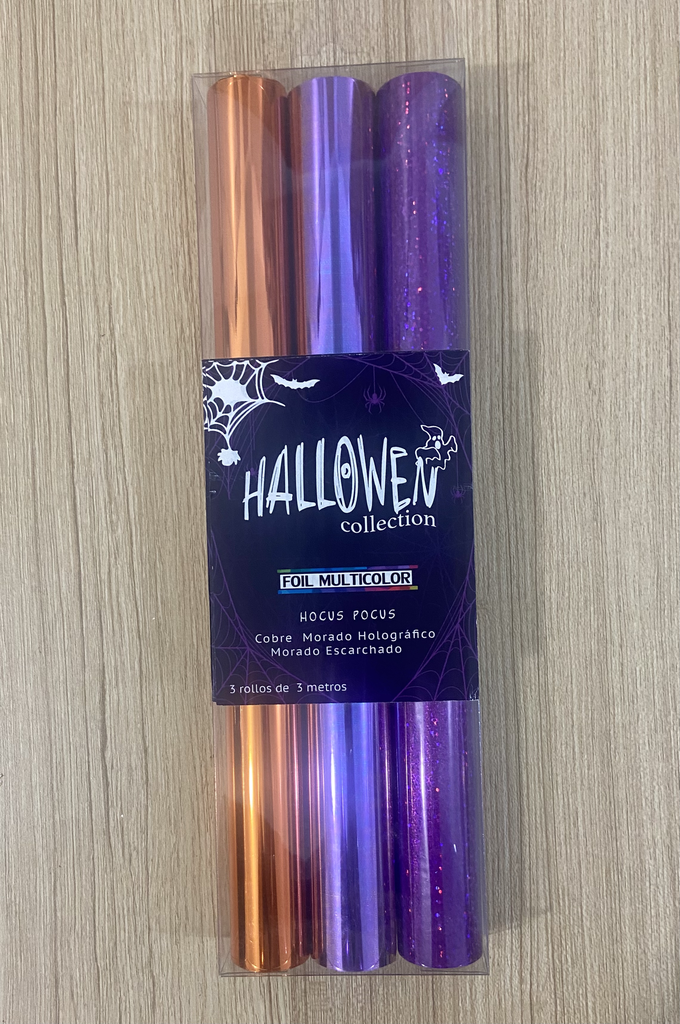 HALLOWEN
collection
FOIL MULTICOLOR
HOCUS POCUS
Cobre Morado Holográfico
Morado Escarchado
3 rollos de 3 metros